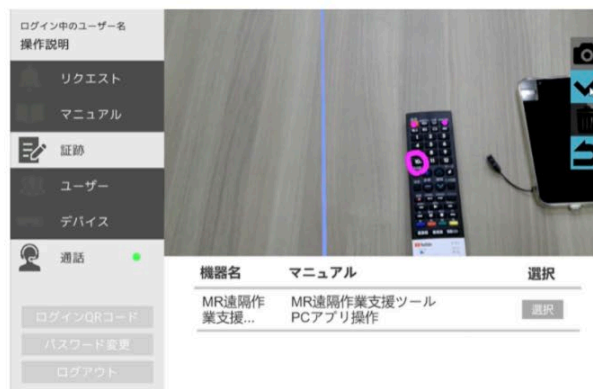 ログイン中のユーザー名
操作説明
リクエスト
マニュアル
証跡
ユーザー
デバイス
通話
ログインQRコード
パスワード変更
ログアウト
機器名 マニュアル 選択
MR遠隔作業支援... MR遠隔作業支援ツール PCアプリ操作 選択